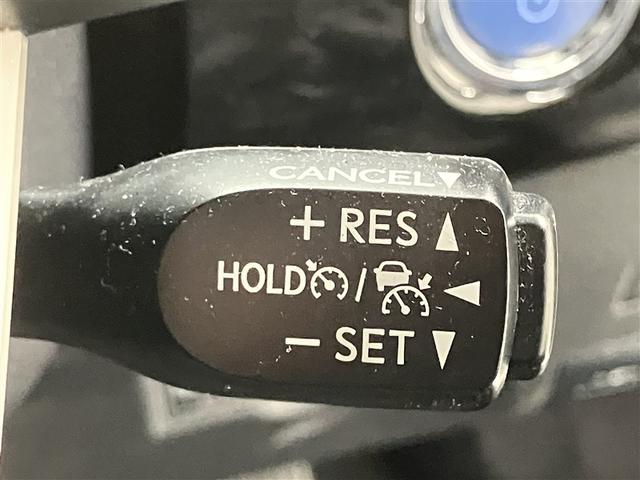 CANCEL▼
+ RES ▲
HOLD / ◀
− SET ▼